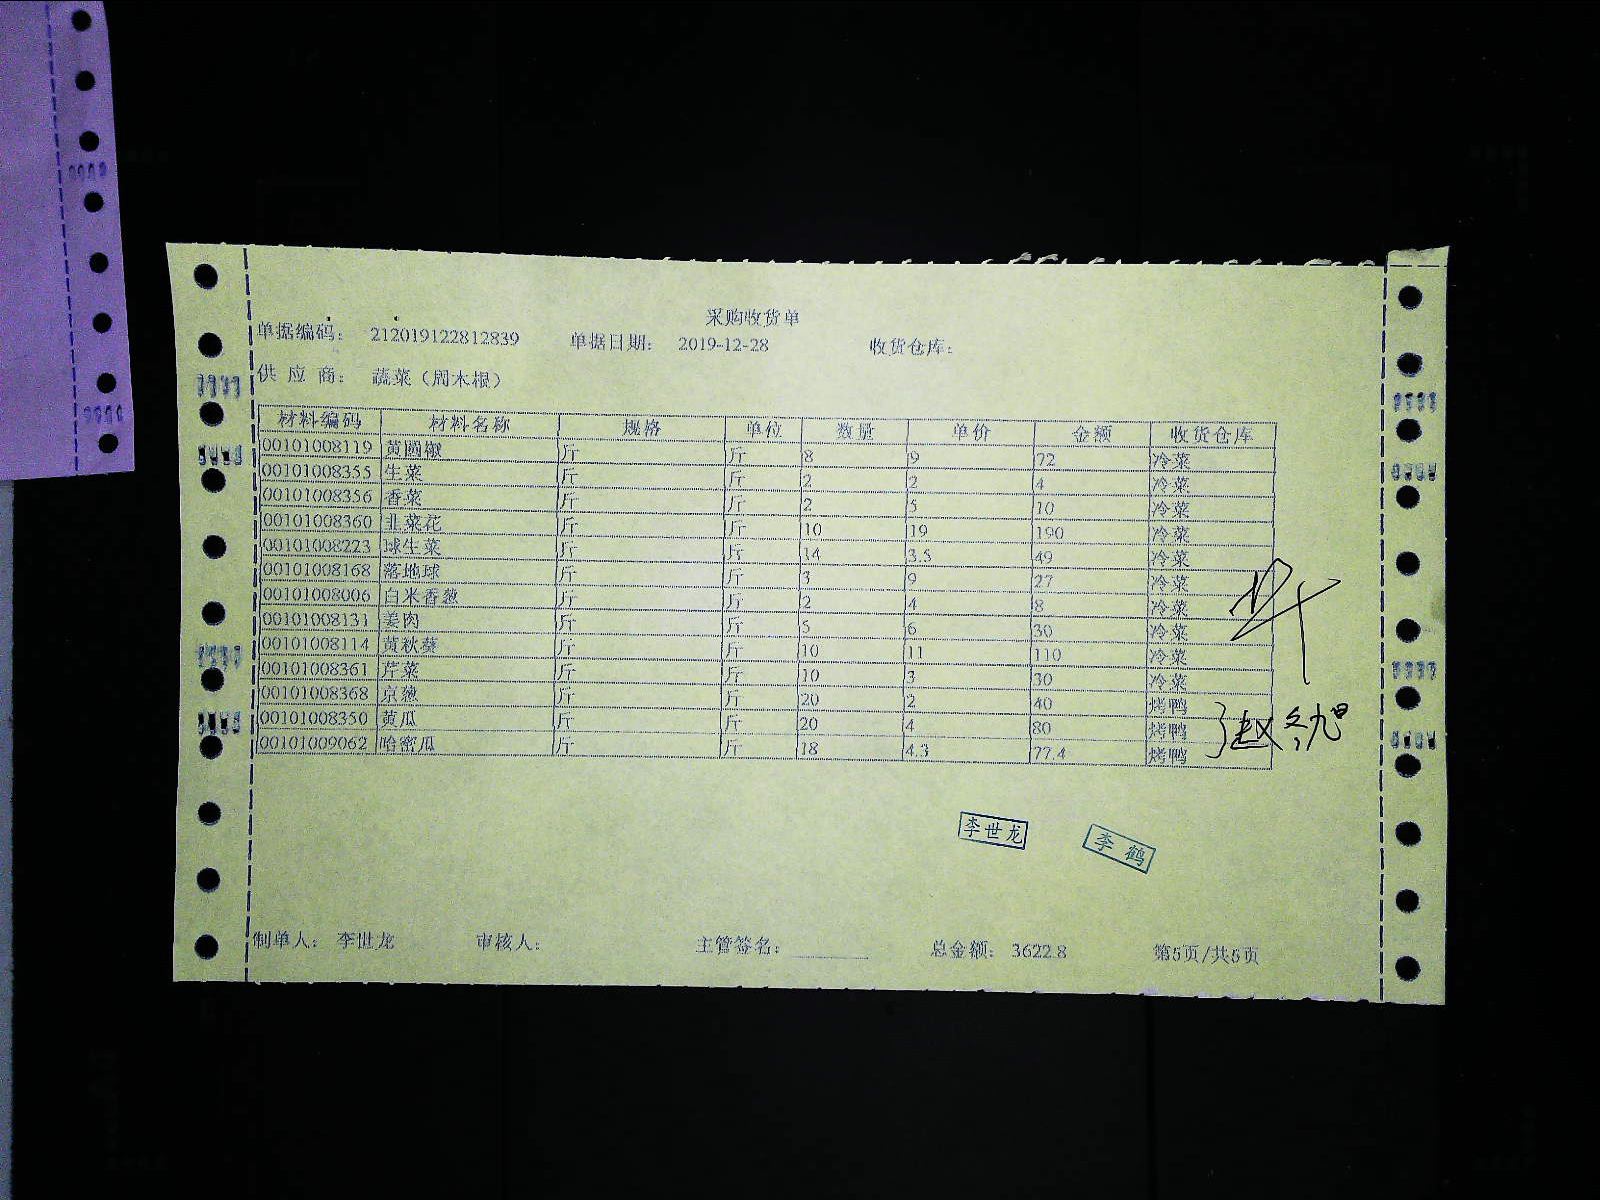 采购收货单
单据编码： 212019122812839 单据日期： 2019-12-28 收货仓库：
供 应 商： 蔬菜（周木根）
材料编码 材料名称 规格 单位 数量 单价 金额 收货仓库
00101008119 黄圆椒 斤 斤 8 9 72 冷菜
00101008355 生菜 斤 斤 2 2 4 冷菜
00101008356 香菜 斤 斤 2 5 10 冷菜
00101008360 韭菜花 斤 斤 10 19 190 冷菜
00101008223 球生菜 斤 斤 14 3.5 49 冷菜
00101008168 落地球 斤 斤 3 9 27 冷菜
00101008006 白米香葱 斤 斤 2 4 8 冷菜
00101008131 姜肉 斤 斤 5 6 30 冷菜
00101008114 黄秋葵 斤 斤 10 11 110 冷菜
00101008361 芹菜 斤 斤 10 3 30 冷菜
00101008368 京葱 斤 斤 20 2 40 烤鸭
00101008350 黄瓜 斤 斤 20 4 80 烤鸭
00101009062 哈密瓜 斤 斤 18 4.3 77.4 烤鸭
赵冬旭
李世龙 李鹤
制单人： 李世龙 审核人： 主管签名： 总金额： 3622.8 第5页/共5页